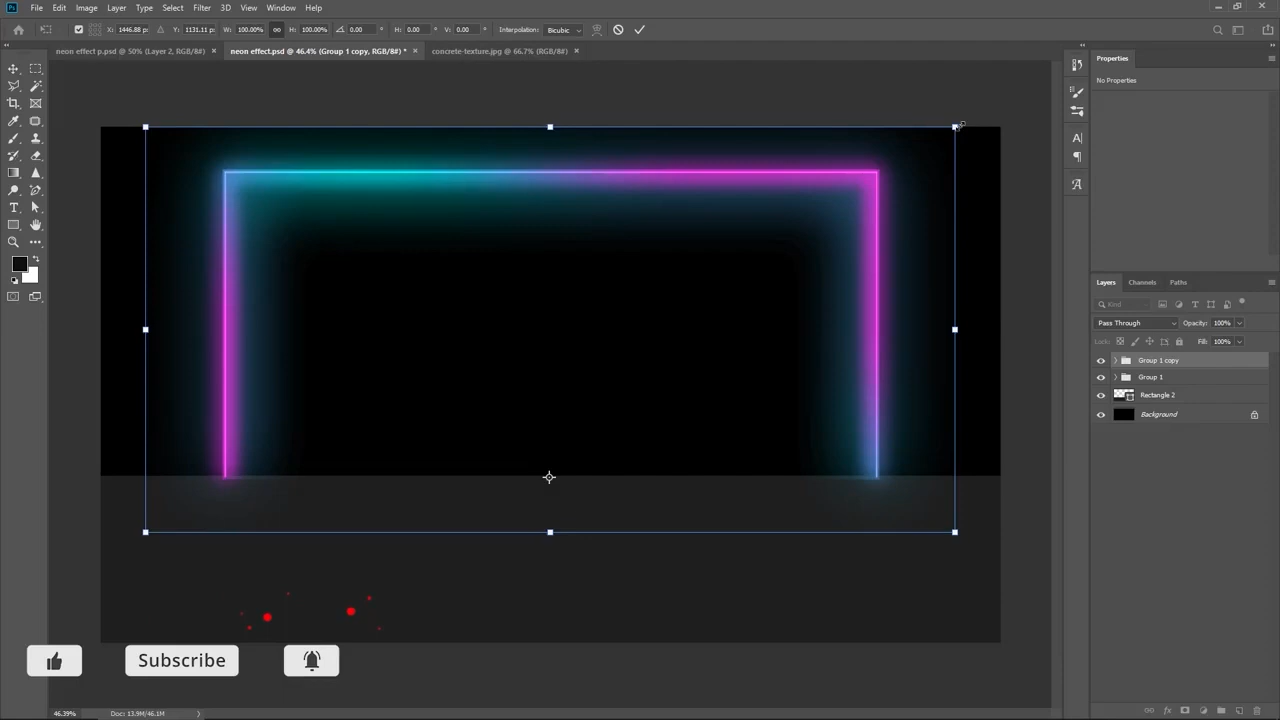 Ps File Edit Image Layer Type Select Filter 3D View Window Help
X: 1446.88 px Y: 1131.11 px W: 100.00% H: 100.00% 0.00 ° H: 0.00 ° V: 0.00 ° Interpolation: Bicubic
neon effect p.psd @ 50% (Layer 2, RGB/8#) × neon effect.psd @ 46.4% (Group 1 copy, RGB/8#) * × concrete-texture.jpg @ 66.7% (RGB/8#) ×
Properties
No Properties
Layers Channels Paths
Kind
Pass Through Opacity: 100%
Lock: Fill: 100%
Group 1 copy
Group 1
Rectangle 2
Background
Subscribe
46.39% Doc: 13.9M/46.1M